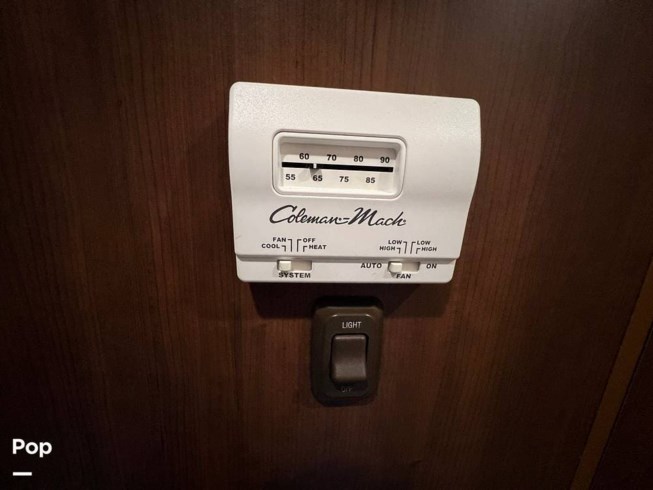 60 70 80 90
55 65 75 85
Coleman-Mach
FAN OFF LOW LOW
COOL HEAT HIGH HIGH
AUTO ON
SYSTEM FAN
LIGHT
OFF
Pop